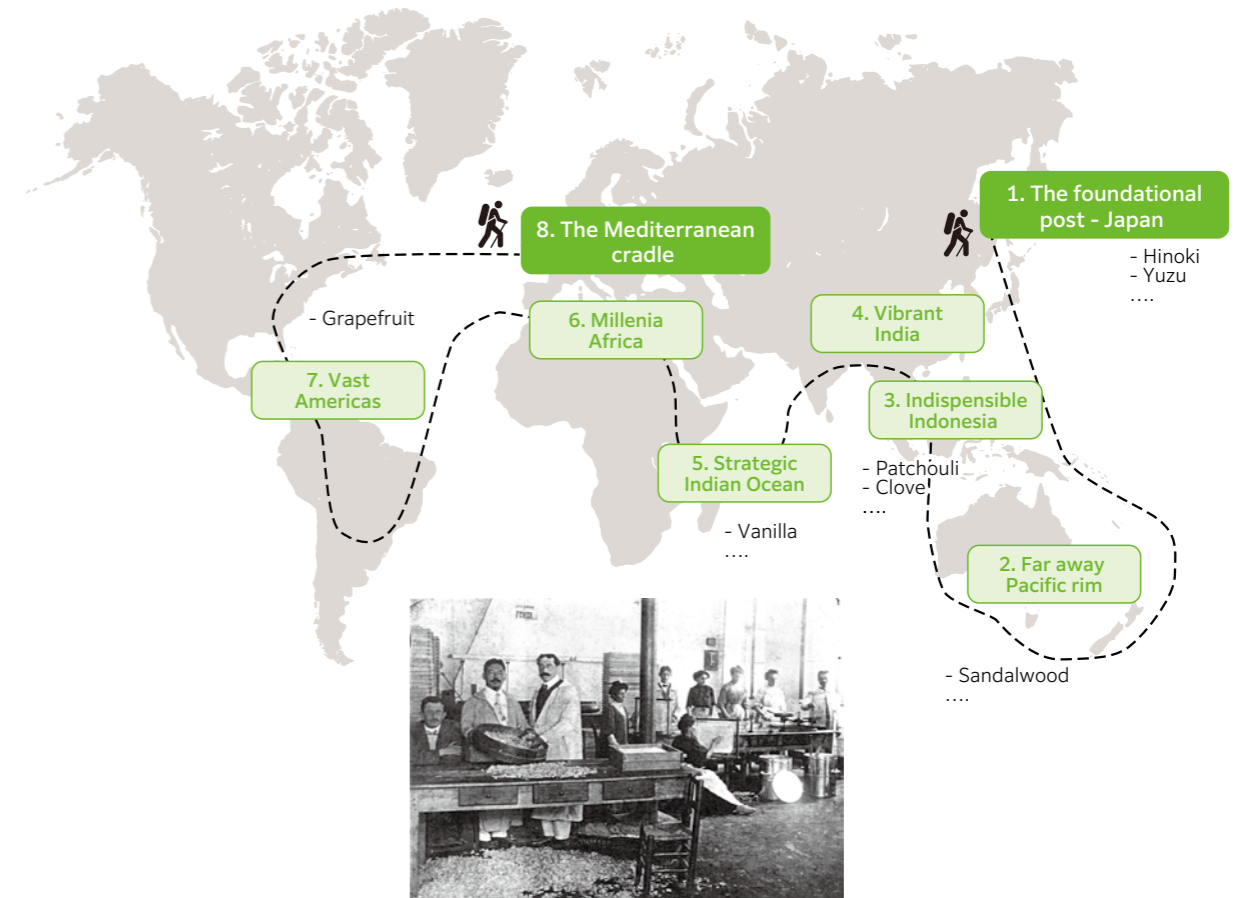 1. The foundational
post - Japan
- Hinoki
- Yuzu
....
8. The Mediterranean
cradle
4. Vibrant
India
6. Millenia
Africa
- Grapefruit
7. Vast
Americas
3. Indispensible
Indonesia
- Patchouli
- Clove
....
5. Strategic
Indian Ocean
- Vanilla
....
2. Far away
Pacific rim
- Sandalwood
....